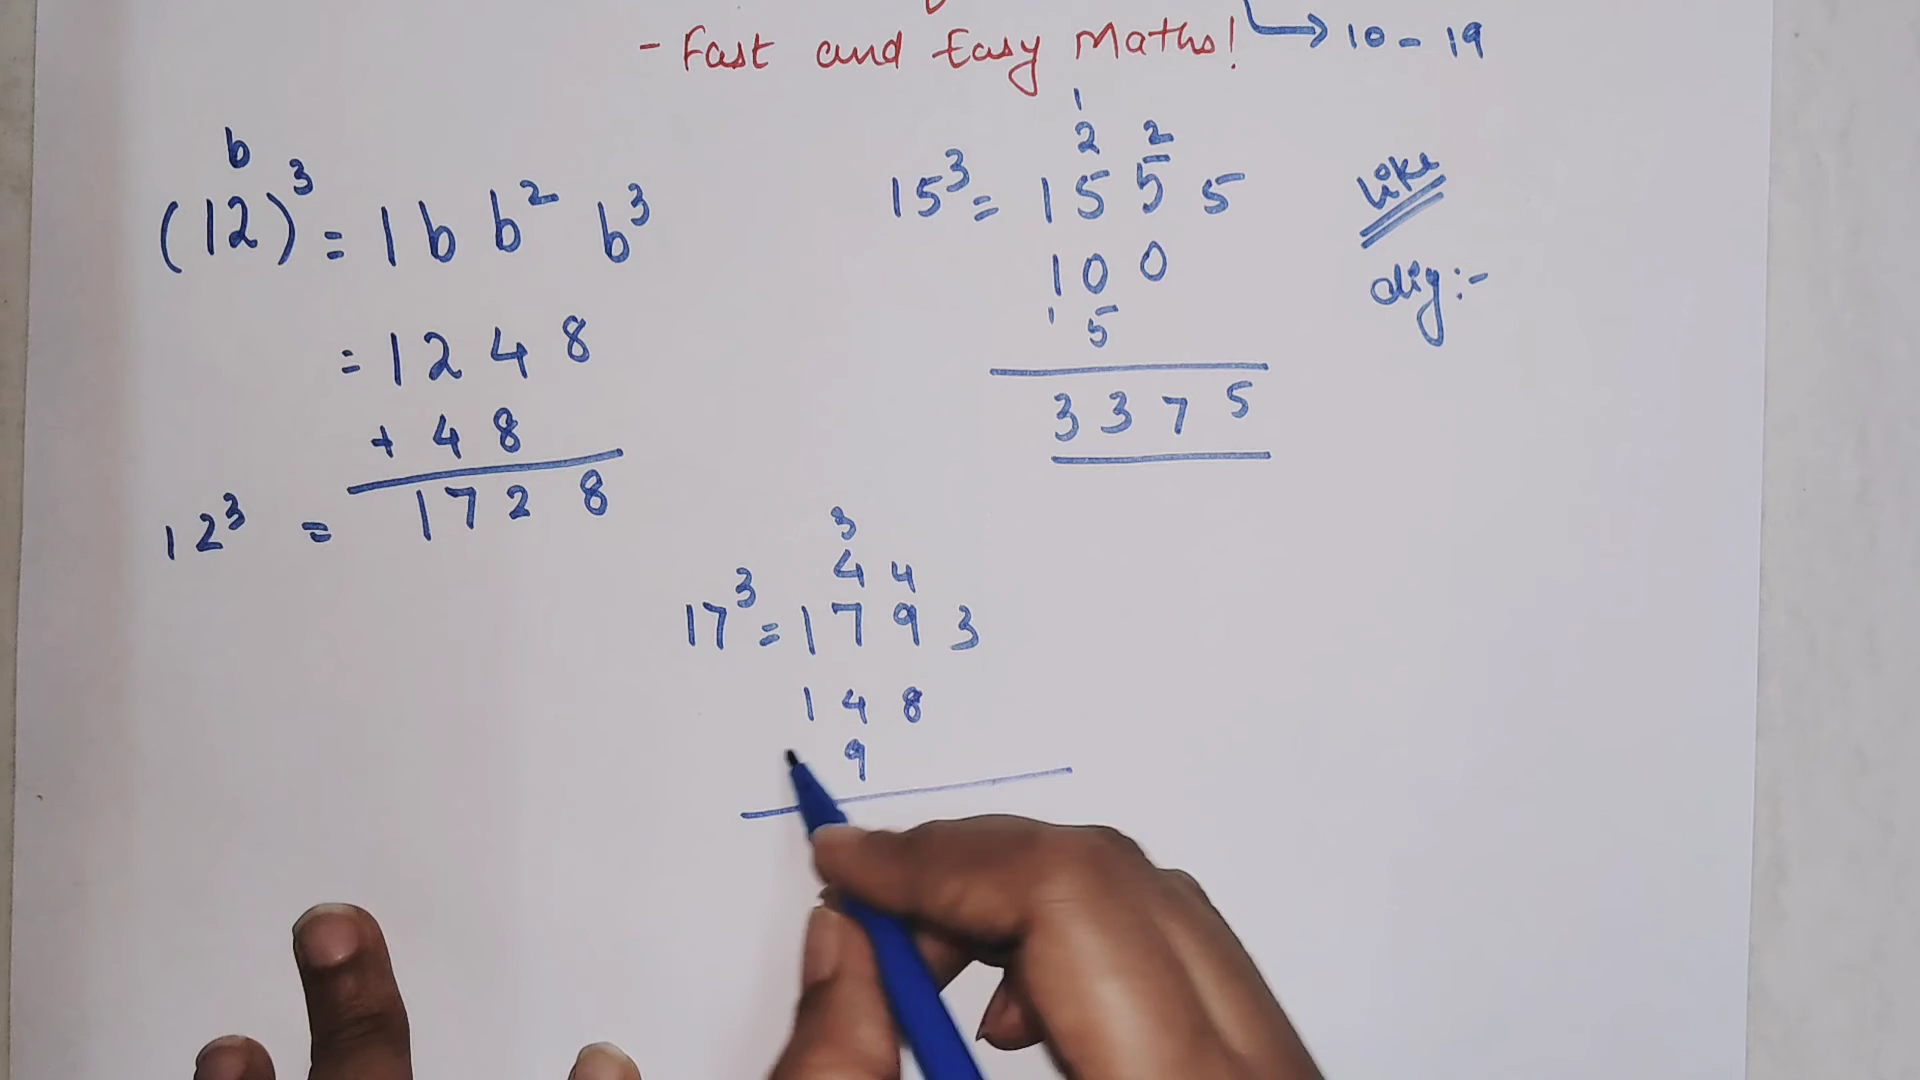 - Fast and Easy Maths! → 10 - 19
b
(12)³ = 1 b b² b³
= 1 2 4 8
+ 4 8
12³ = 1 7 2 8
1
2 2
15³ = 1 5 5 5
1 0 0
1 5
3 3 7 5
like
dig:-
3
4 4
17³ = 1 7 9 3
1 4 8
9